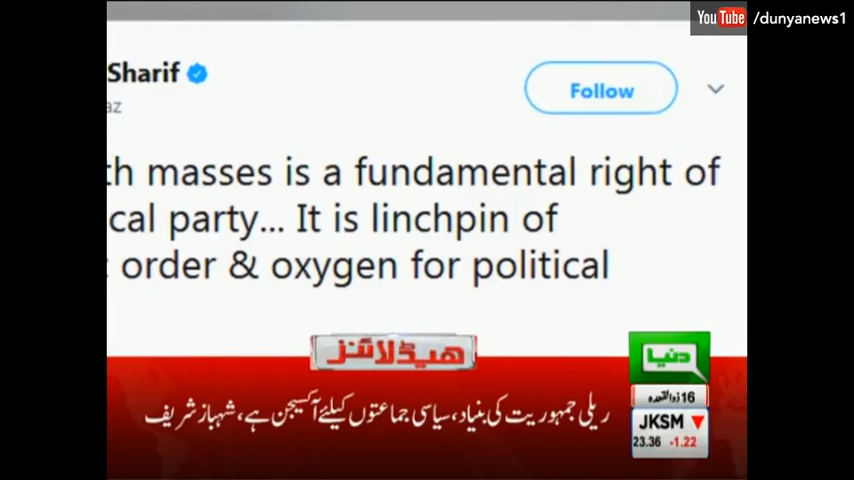 YouTube /dunyanews1
Sharif
Follow
az
th masses is a fundamental right of
cal party... It is linchpin of
order & oxygen for political
ہیڈلائنز
دنیا
16 ذوالقعدہ
ریلی جمہوریت کی بنیاد، سیاسی جماعتوں کیلئے آکسیجن ہے، شہباز شریف
JKSM
23.36 -1.22